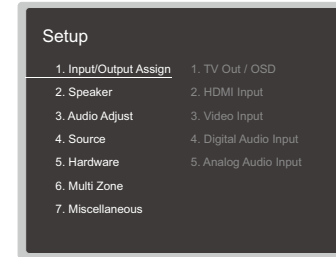 Setup
1. Input/Output Assign
2. Speaker
3. Audio Adjust
4. Source
5. Hardware
6. Multi Zone
7. Miscellaneous
1. TV Out / OSD
2. HDMI Input
3. Video Input
4. Digital Audio Input
5. Analog Audio Input